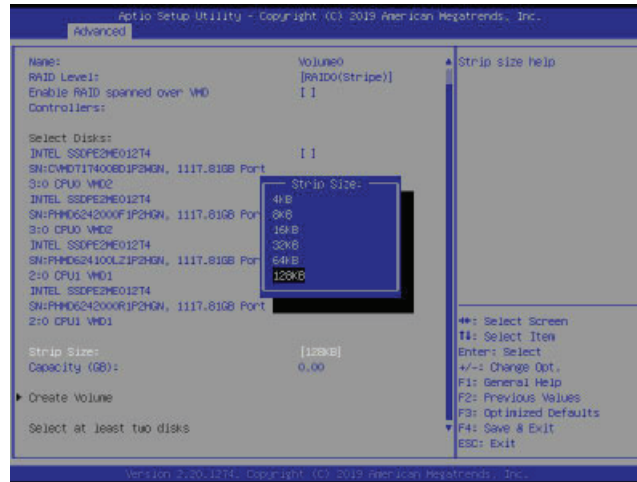 Aptio Setup Utility - Copyright (C) 2019 American Megatrends, Inc.
Advanced
Name: Volume0
RAID Level: [RAID0(Stripe)]
Enable RAID spanned over VMD [ ]
Controllers:
Select Disks:
INTEL SSDPE2ME012T4 [ ]
SN:CVMD717400BD1P2MGN, 1117.81GB Port
3:0 CPU0 VMD2
INTEL SSDPE2ME012T4
SN:PHMD6242000F1P2HGN, 1117.81GB Por
3:0 CPU0 VMD2
INTEL SSDPE2ME012T4
SN:PHMD624100LZ1P2HGN, 1117.81GB Por
2:0 CPU1 VMD1
INTEL SSDPE2ME012T4
SN:PHMD6242000R1P2HGN, 1117.81GB Port
2:0 CPU1 VMD1
Strip Size: [128KB]
Capacity (GB): 0.00
Create Volume
Select at least two disks
Strip Size:
4kB
8KB
16KB
32KB
64KB
128KB
Strip size help
: Select Screen
: Select Item
Enter: Select
+/-: Change Opt.
F1: General Help
F2: Previous Values
F3: Optimized Defaults
F4: Save & Exit
ESC: Exit
Version 2.20.1274. Copyright (C) 2019 American Megatrends, Inc.